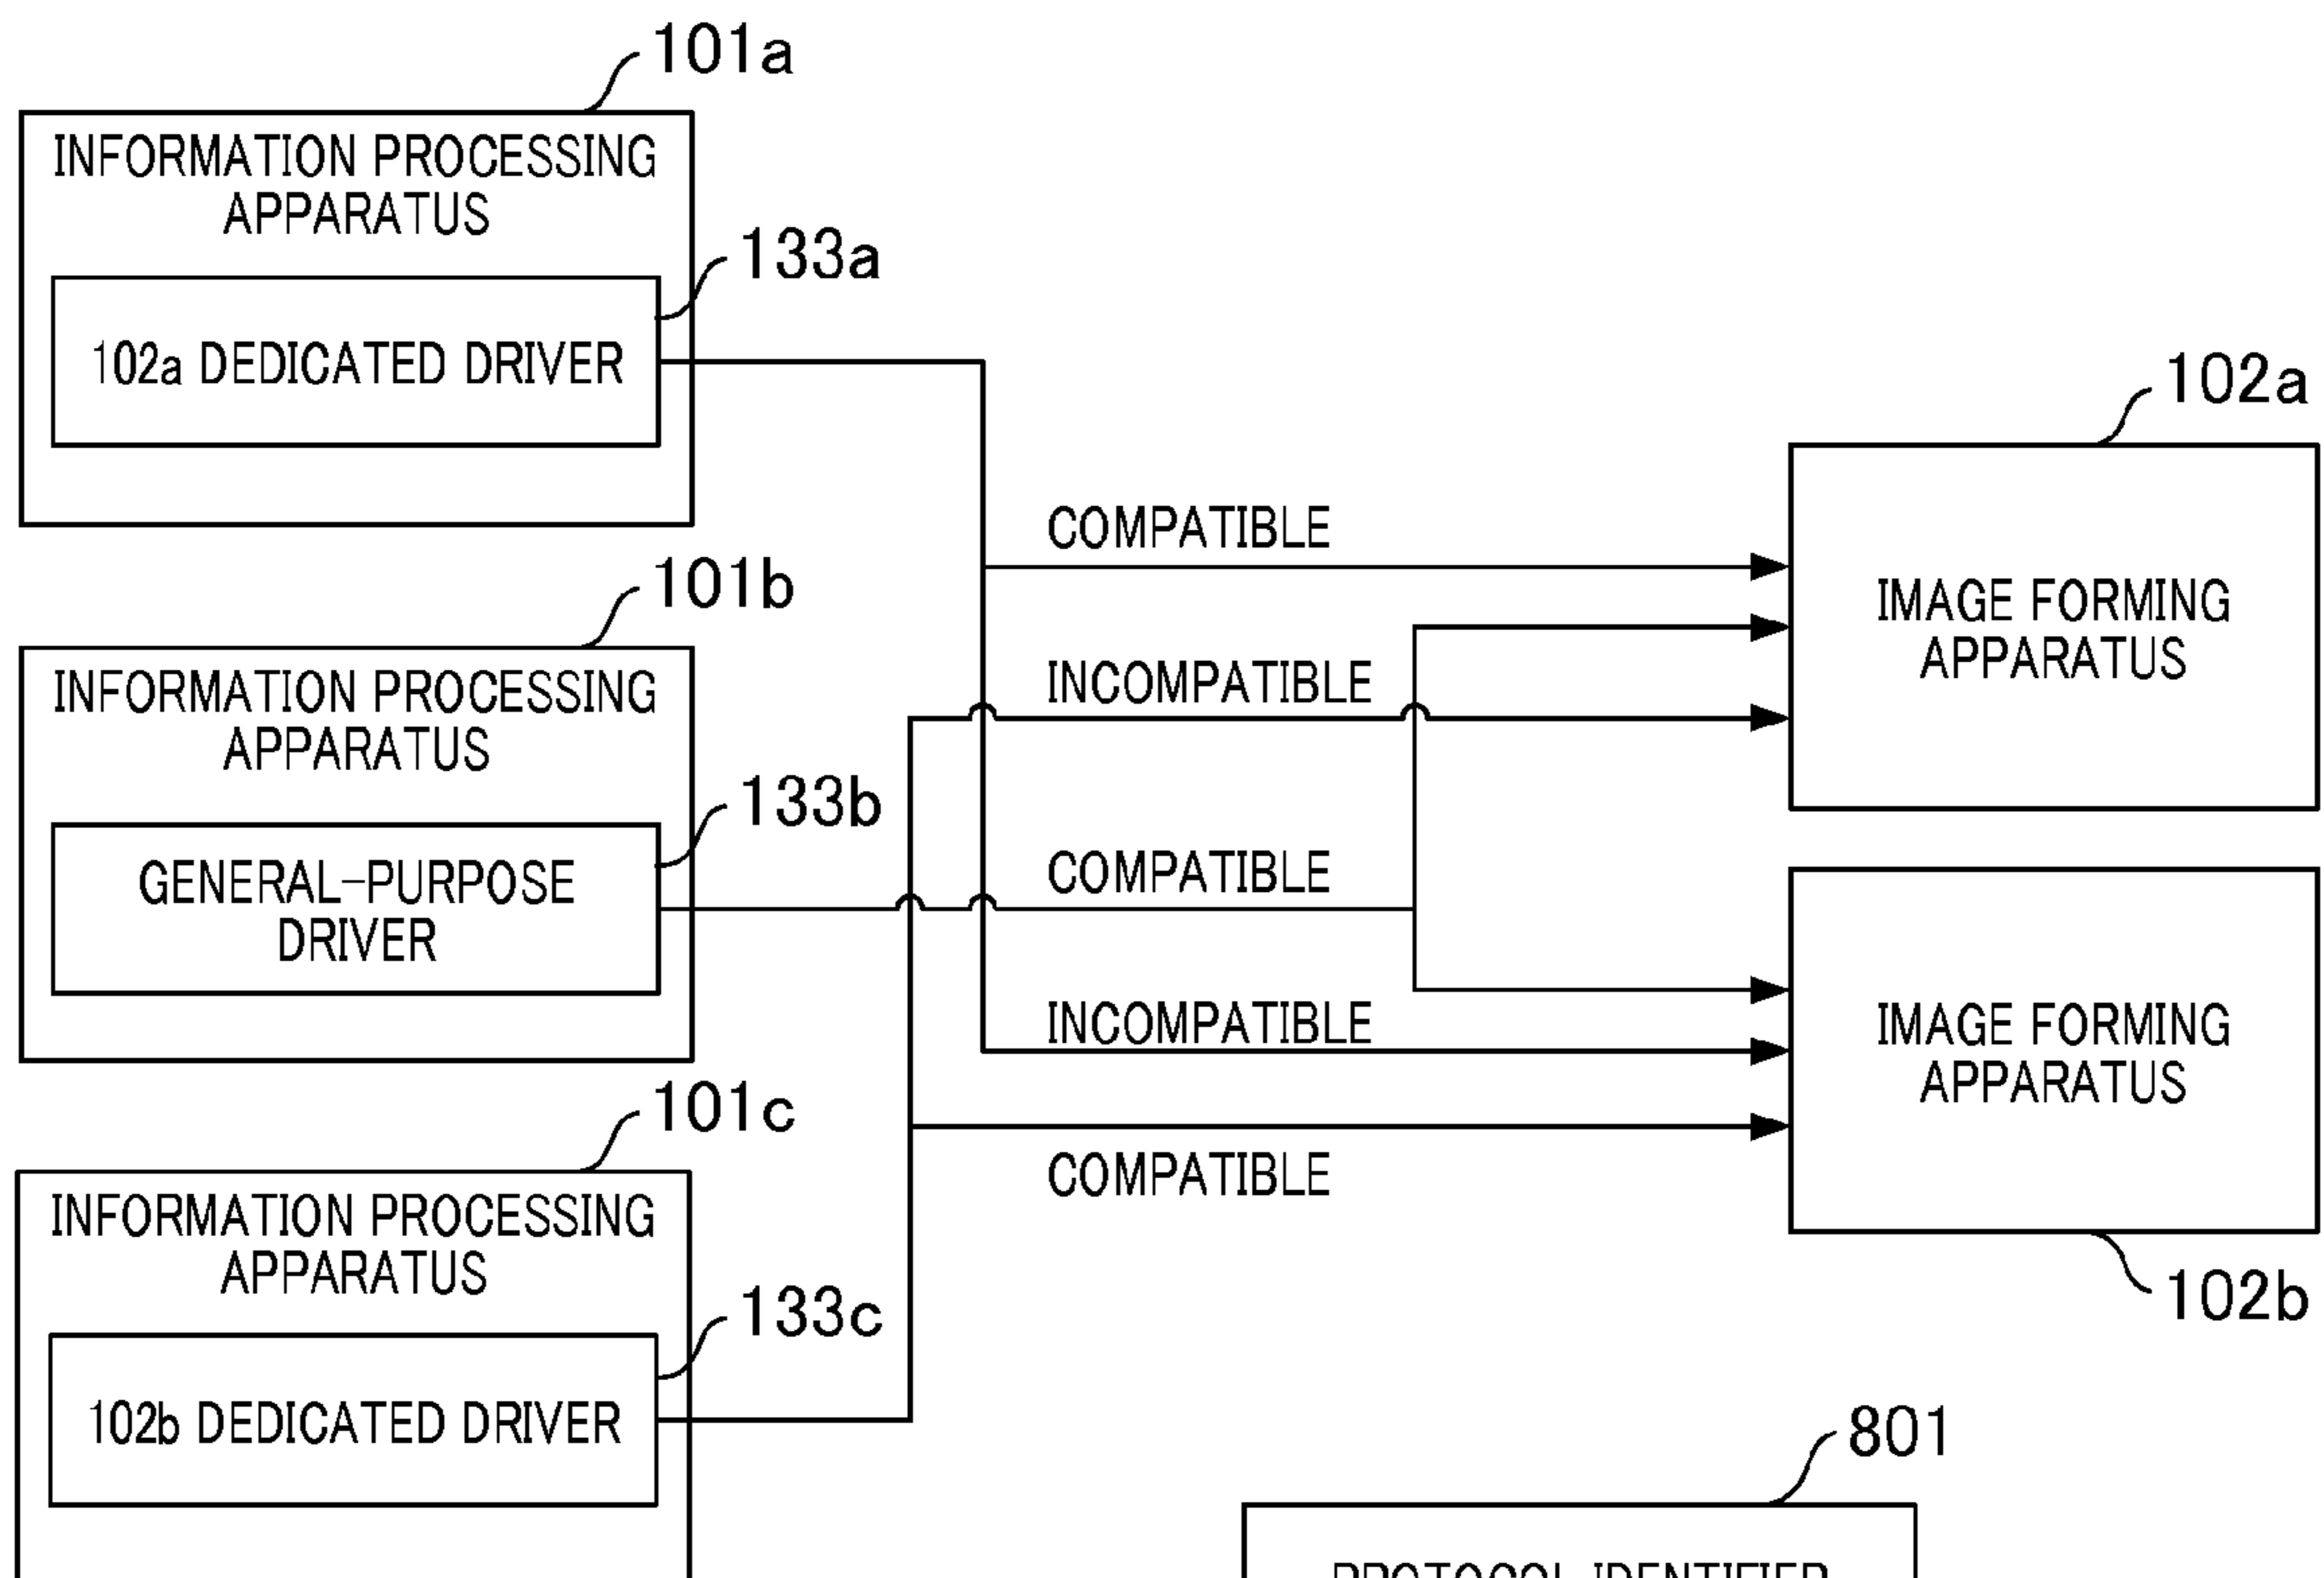 101a
INFORMATION PROCESSING
APPARATUS
133a
102a DEDICATED DRIVER
102a
COMPATIBLE
IMAGE FORMING
APPARATUS
101b
INFORMATION PROCESSING
APPARATUS
INCOMPATIBLE
133b
GENERAL-PURPOSE
DRIVER
COMPATIBLE
INCOMPATIBLE
IMAGE FORMING
APPARATUS
101c
COMPATIBLE
INFORMATION PROCESSING
APPARATUS
102b
133c
102b DEDICATED DRIVER
801
PROTOCOL IDENTIFIER